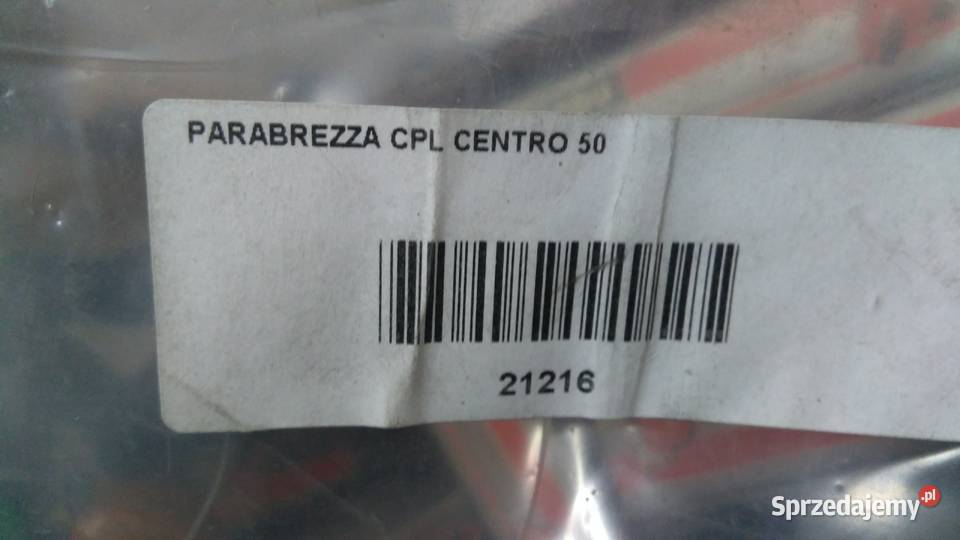 PARABREZZA CPL CENTRO 50
21216
Sprzedajemy.pl